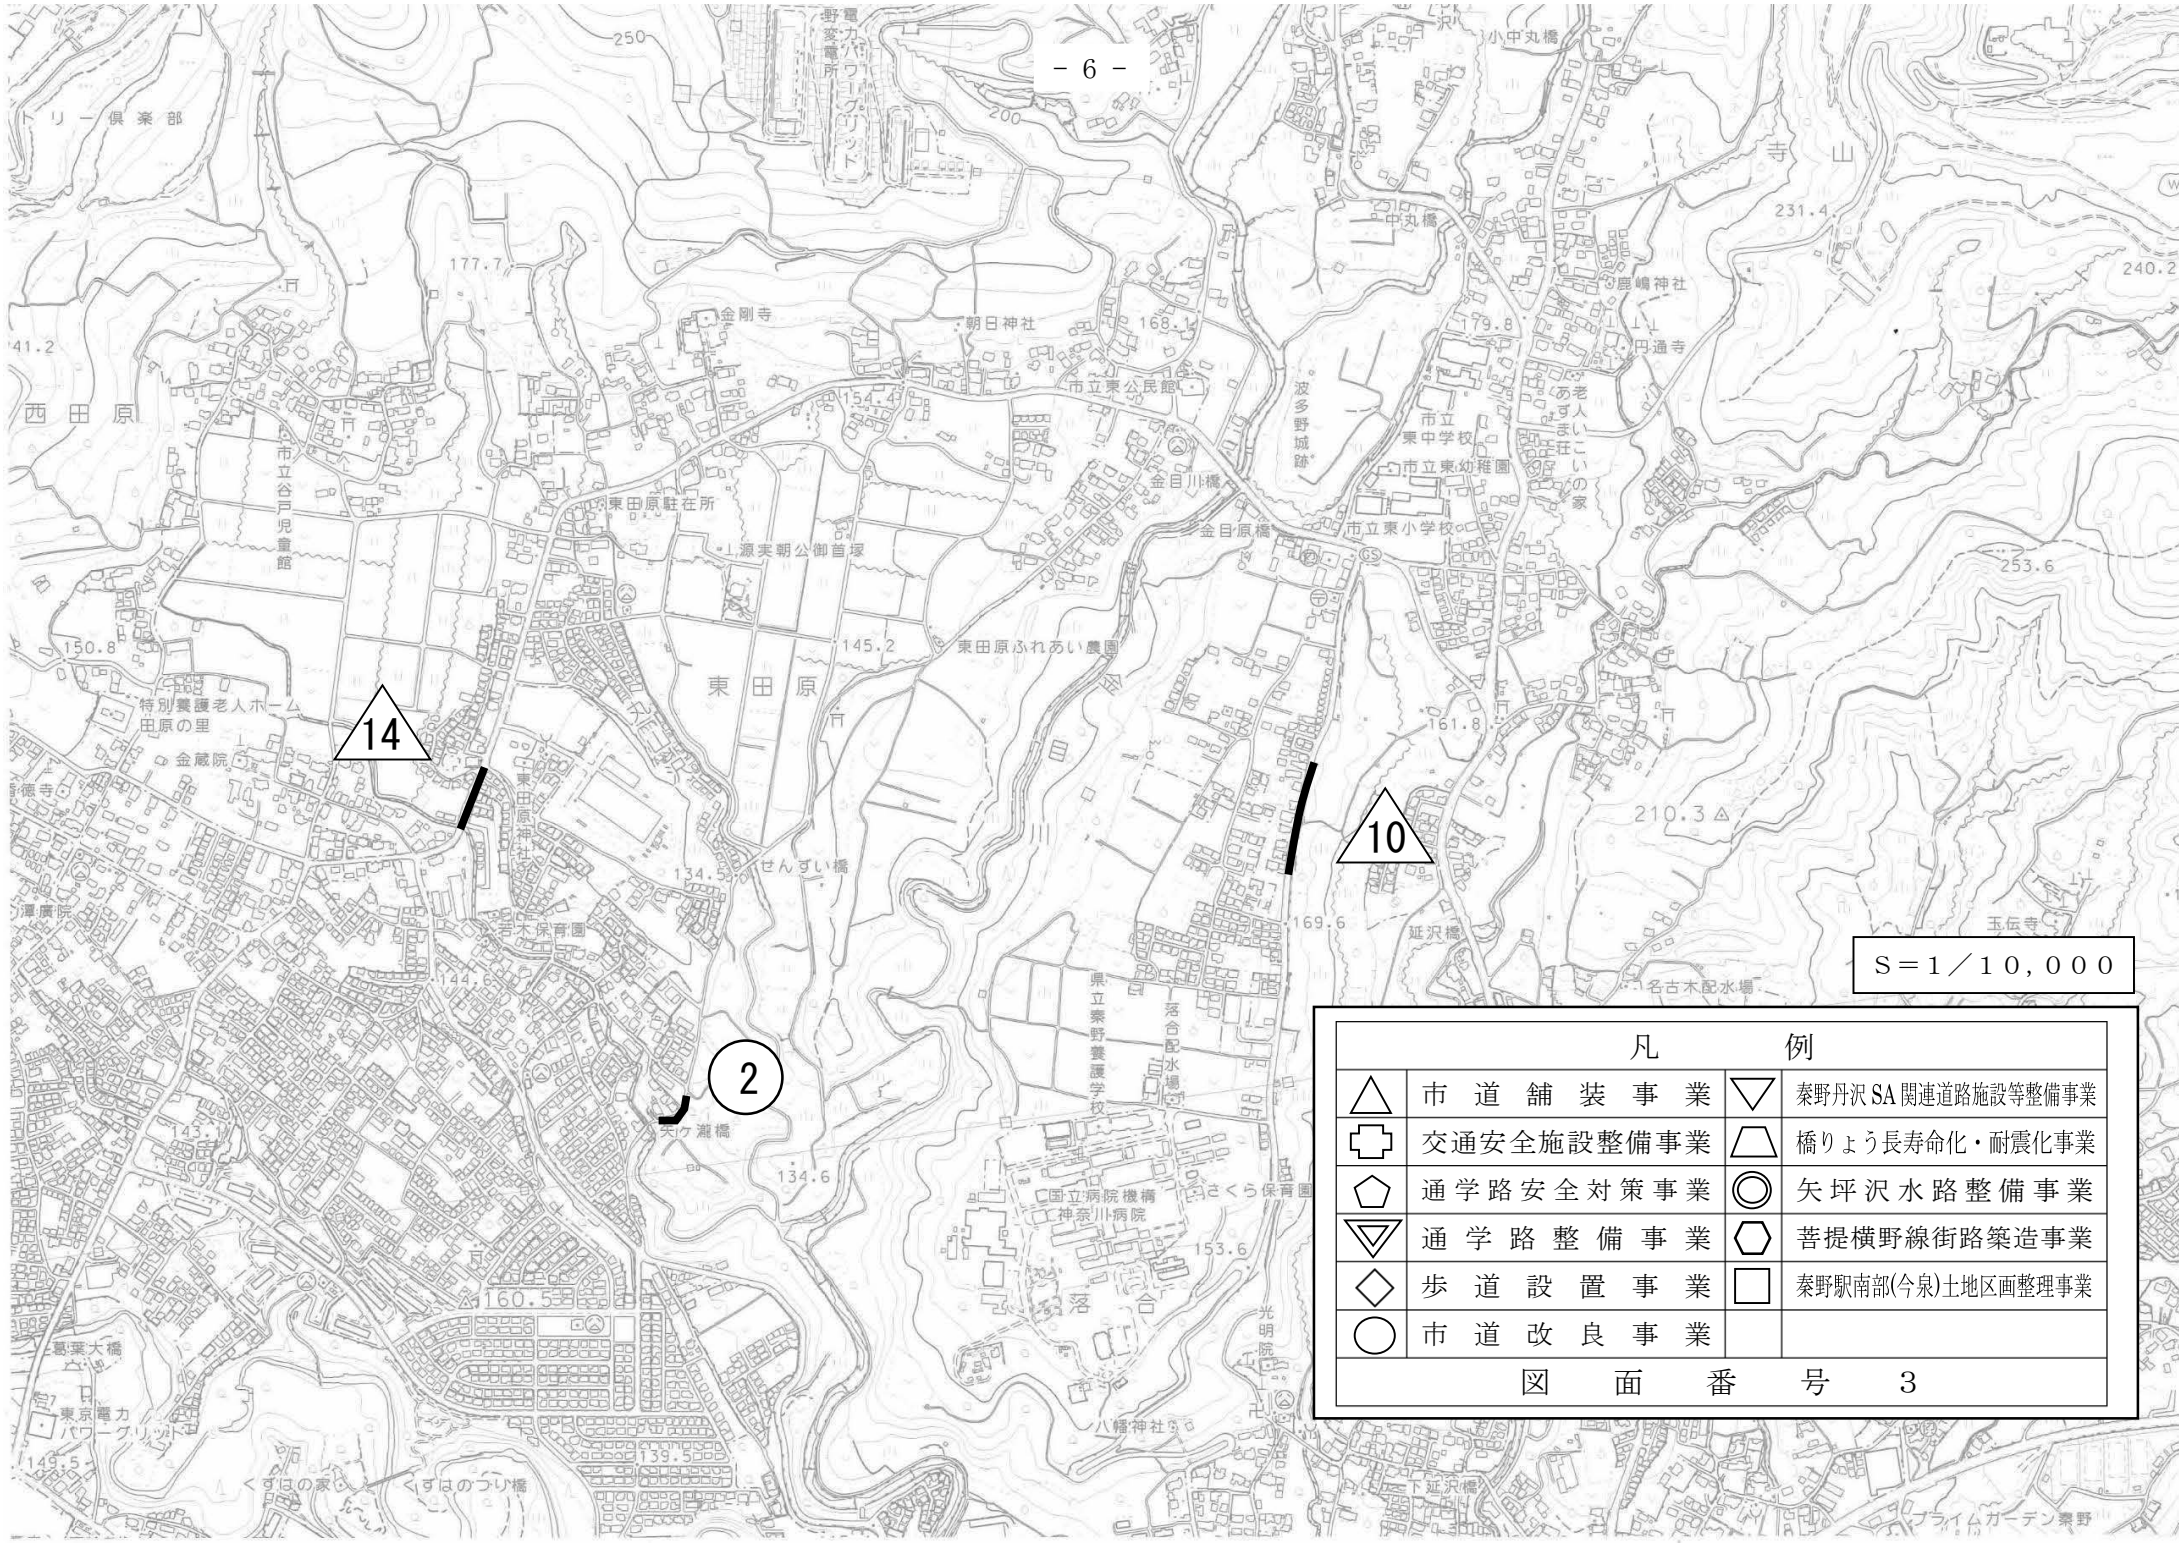 - 6 -
小中丸橋
250
電力パワーグリッド
野変電所
200
トリー倶楽部
寺山
231.4
中丸橋
177.7
240.2
鹿嶋神社
金剛寺
朝日神社
168.1
179.8
円通寺
41.2
市立東公民館
波多野城跡
154.4
西田原
老人いこいの家
あずま荘
市立
東中学校
市立谷戸児童館
市立東幼稚園
金目川橋
東田原駐在所
金目原橋
市立東小学校
源実朝公御首塚
GS
253.6
150.8
145.2
東田原ふれあい農園
東田原
金目川
特別養護老人ホーム
田原の里
14
161.8
金蔵院
東田原神社
210.3
10
せんずい橋
134.5
169.6
延沢橋
玉伝寺
若木保育園
S=1/10,000
144.6
名古木配水場
県立秦野養護学校
落合配水場
2
矢ケ瀧橋
143.1
134.6
国立病院機構
神奈川病院
さくら保育園
153.6
160.5
落合
光明院
葛葉大橋
東京電力
パワーグリッド
八幡神社
149.5
139.5
くずはの家
くずはのつり橋
下延沢橋
プライムガーデン秦野
凡例
市道舗装事業
秦野丹沢SA関連道路施設等整備事業
交通安全施設整備事業
橋りょう長寿命化・耐震化事業
通学路安全対策事業
矢坪沢水路整備事業
通学路整備事業
菩提横野線街路築造事業
歩道設置事業
秦野駅南部(今泉)土地区画整理事業
市道改良事業
図面番号 3